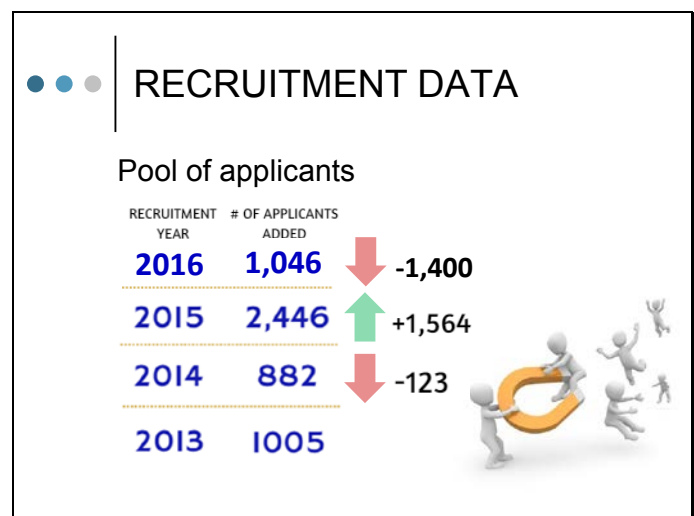 RECRUITMENT DATA
Pool of applicants
RECRUITMENT YEAR # OF APPLICANTS ADDED
2016 1,046 -1,400
2015 2,446 +1,564
2014 882 -123
2013 1005